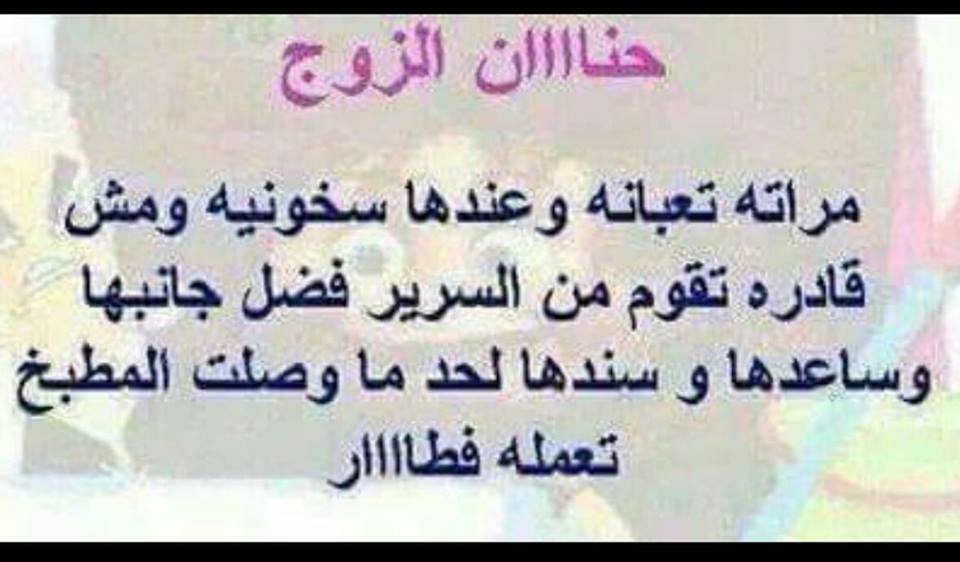 حناااان الزوج
مراته تعبانه وعندها سخونيه ومش
قادره تقوم من السرير فضل جانبها
وساعدها و سندها لحد ما وصلت المطبخ
تعمله فطاااار